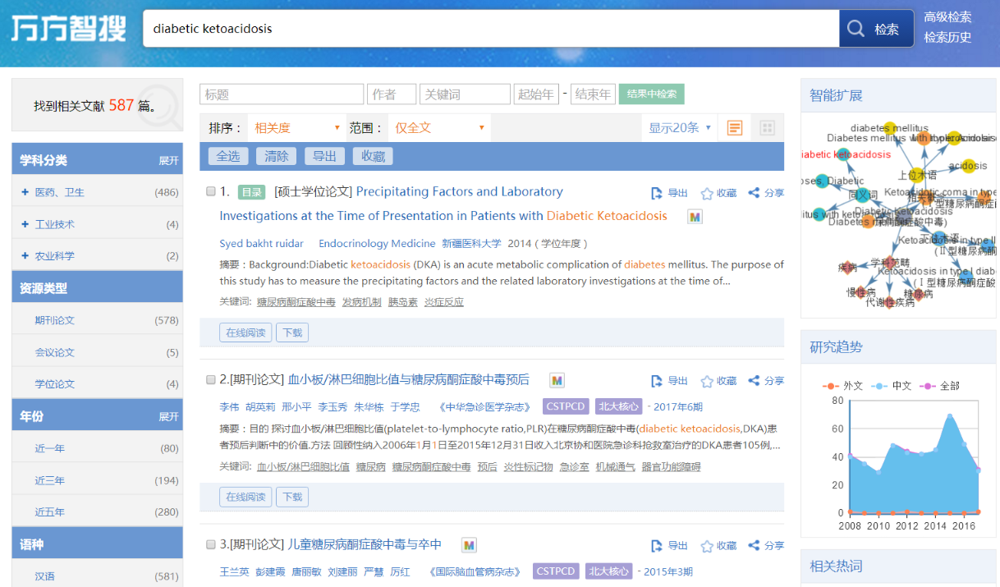 万方智搜
diabetic ketoacidosis
检索
高级检索
检索历史
找到相关文献 587 篇。
学科分类 展开
+ 医药、卫生 (486)
+ 工业技术 (4)
+ 农业科学 (2)
资源类型
期刊论文 (578)
会议论文 (5)
学位论文 (4)
年份 展开
近一年 (80)
近三年 (194)
近五年 (280)
语种
汉语 (581)
标题 作者 关键词 起始年 - 结束年 结果中检索
排序： 相关度 范围： 仅全文 显示20条
全选 清除 导出 收藏
1. 目录 [硕士学位论文] Precipitating Factors and Laboratory
Investigations at the Time of Presentation in Patients with Diabetic Ketoacidosis M
导出 收藏 分享
Syed bakht ruidar Endocrinology Medicine 新疆医科大学 2014 ( 学位年度 )
摘要：Background:Diabetic ketoacidosis (DKA) is an acute metabolic complication of diabetes mellitus. The purpose of
this study has to measure the precipitating factors and the related laboratory investigations at the time of...
关键词: 糖尿病酮症酸中毒 发病机制 胰岛素 炎症反应
在线阅读 下载
2.[期刊论文] 血小板/淋巴细胞比值与糖尿病酮症酸中毒预后 M
导出 收藏 分享
李伟 胡英莉 邢小平 李玉秀 朱华栋 于学忠 《中华急诊医学杂志》 CSTPCD 北大核心 - 2017年6期
摘要：目的 探讨血小板/淋巴细胞比值(platelet-to-lymphocyte ratio,PLR)在糖尿病酮症酸中毒(diabetic ketoacidosis,DKA)患
者预后判断中的价值.方法 回顾性纳入2006年1月1日至2015年12月31日收入北京协和医院急诊科抢救室治疗的DKA患者105例,...
关键词: 血小板/淋巴细胞比值 糖尿病 糖尿病酮症酸中毒 预后 炎性标记物 急诊室 机械通气 器官功能障碍
在线阅读 下载
3.[期刊论文] 儿童糖尿病酮症酸中毒与卒中 M
导出 收藏 分享
王兰英 彭建霞 唐丽敏 刘建丽 严慧 厉红 《国际脑血管病杂志》 CSTPCD 北大核心 - 2015年3期
智能扩展
diabetes mellitus
Diabetes mellitus with
iabetic ketoacidosis
acidosis
上位术语
oses, Diabetic
同义词
Ketoacidotic coma in type
相关
型糖尿病酮症
Diabetic ketoacidosis
尿病酮症酸中毒)
下位术语
Ketoacidosis in type II diabe
(Ⅱ型糖尿病酮
学科范畴
疾病
Ketoacidosis in type I diab
(Ⅰ型糖尿病酮症酸
慢性病
糖尿病
代谢性疾病
研究趋势
外文 中文 全部
80
60
40
20
0
2008 2010 2012 2014 2016
相关热词